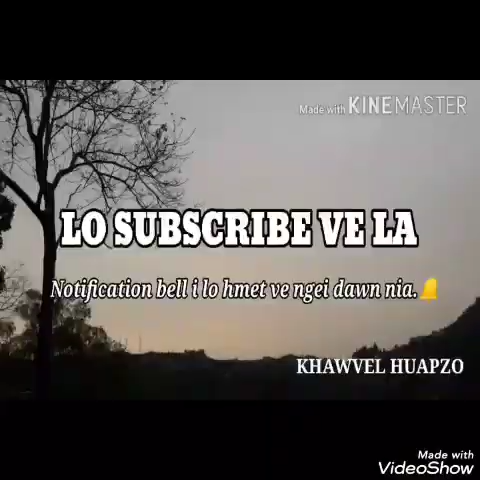 Made with KINEMASTER
LO SUBSCRIBE VE LA
Notification bell i lo hmet ve ngei dawn nia.🔔
KHAWVEL HUAPZO
Made with
VideoShow